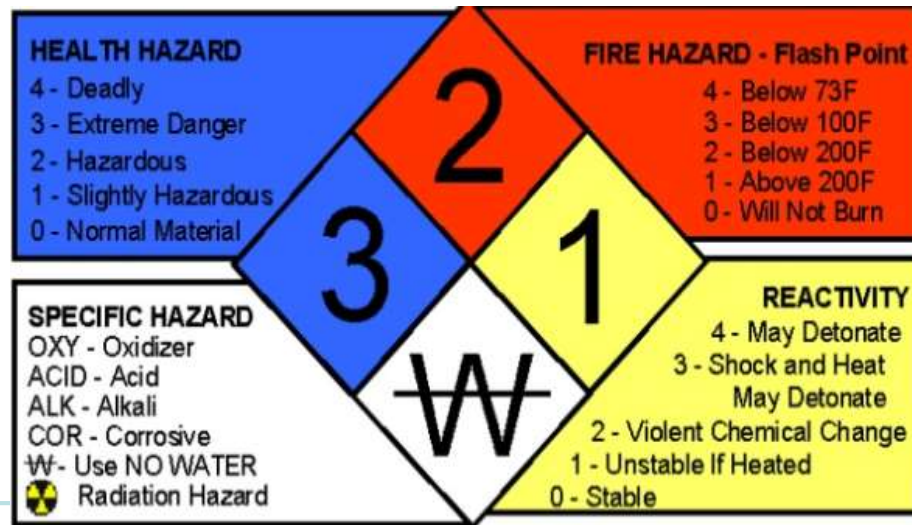 HEALTH HAZARD
4 - Deadly
3 - Extreme Danger
2 - Hazardous
1 - Slightly Hazardous
0 - Normal Material
FIRE HAZARD - Flash Point
4 - Below 73F
3 - Below 100F
2 - Below 200F
1 - Above 200F
0 - Will Not Burn
2
3
1
W
SPECIFIC HAZARD
OXY - Oxidizer
ACID - Acid
ALK - Alkali
COR - Corrosive
W - Use NO WATER
Radiation Hazard
REACTIVITY
4 - May Detonate
3 - Shock and Heat
May Detonate
2 - Violent Chemical Change
1 - Unstable If Heated
0 - Stable